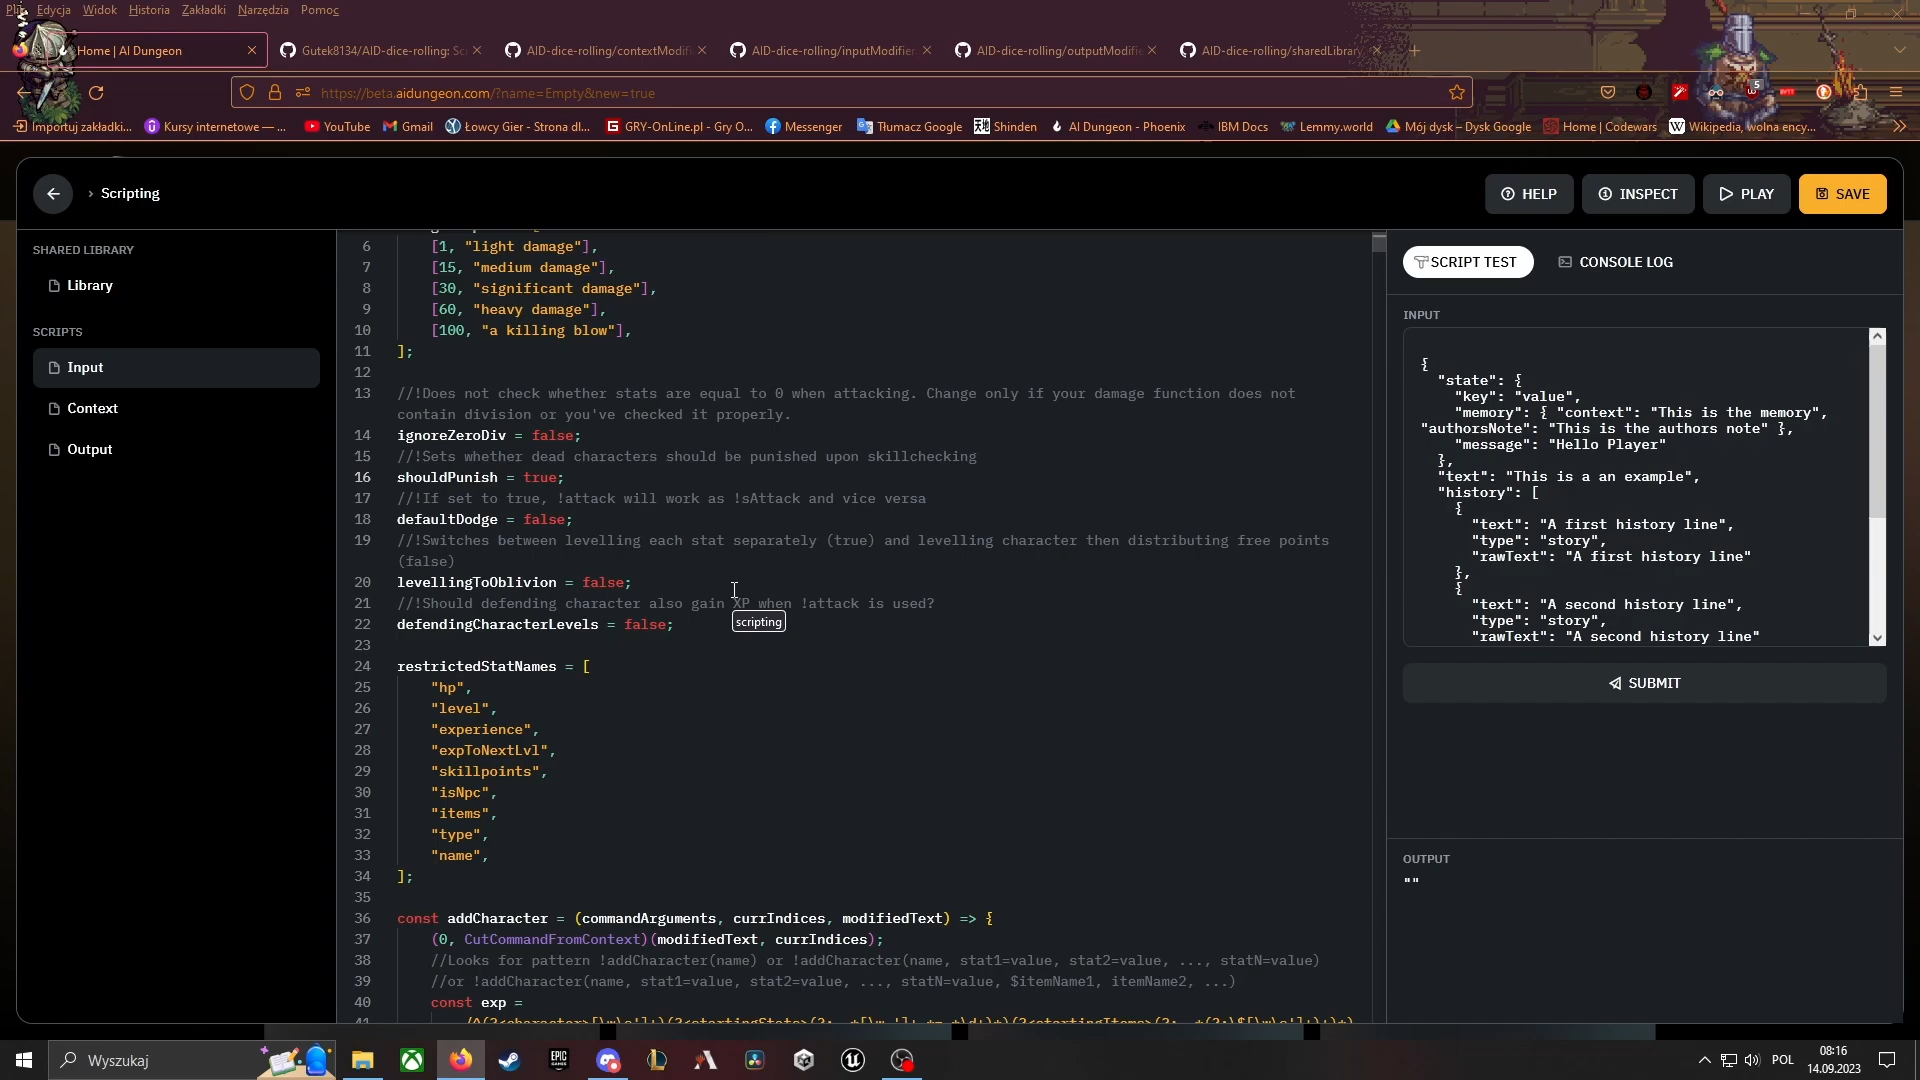 Plik Edycja Widok Historia Zakładki Narzędzia Pomoc
Home | AI Dungeon
Gutek8134/AID-dice-rolling: Sc
AID-dice-rolling/contextModifi
AID-dice-rolling/inputModifier
AID-dice-rolling/outputModifie
AID-dice-rolling/sharedLibrary
https://beta.aidungeon.com/?name=Empty&new=true
5
Importuj zakładki...
Kursy internetowe — ...
YouTube
Gmail
Łowcy Gier - Strona dl...
GRY-OnLine.pl - Gry O...
Messenger
Tłumacz Google
Shinden
AI Dungeon - Phoenix
IBM Docs
Lemmy.world
Mój dysk – Dysk Google
Home | Codewars
Wikipedia, wolna ency...
› Scripting
HELP
INSPECT
PLAY
SAVE
SHARED LIBRARY
Library
SCRIPTS
Input
Context
Output
6 [1, "light damage"],
7 [15, "medium damage"],
8 [30, "significant damage"],
9 [60, "heavy damage"],
10 [100, "a killing blow"],
11 ];
12
13 //!Does not check whether stats are equal to 0 when attacking. Change only if your damage function does not
contain division or you've checked it properly.
14 ignoreZeroDiv = false;
15 //!Sets whether dead characters should be punished upon skillchecking
16 shouldPunish = true;
17 //!If set to true, !attack will work as !sAttack and vice versa
18 defaultDodge = false;
19 //!Switches between levelling each stat separately (true) and levelling character then distributing free points
(false)
20 levellingToOblivion = false;
21 //!Should defending character also gain XP when !attack is used?
22 defendingCharacterLevels = false;
scripting
23
24 restrictedStatNames = [
25 "hp",
26 "level",
27 "experience",
28 "expToNextLvl",
29 "skillpoints",
30 "isNpc",
31 "items",
32 "type",
33 "name",
34 ];
35
36 const addCharacter = (commandArguments, currIndices, modifiedText) => {
37 (0, CutCommandFromContext)(modifiedText, currIndices);
38 //Looks for pattern !addCharacter(name) or !addCharacter(name, stat1=value, stat2=value, ..., statN=value)
39 //or !addCharacter(name, stat1=value, stat2=value, ..., statN=value, $itemName1, itemName2, ...)
40 const exp =
SCRIPT TEST
CONSOLE LOG
INPUT
{
"state": {
"key": "value",
"memory": { "context": "This is the memory",
"authorsNote": "This is the authors note" },
"message": "Hello Player"
},
"text": "This is a an example",
"history": [
{
"text": "A first history line",
"type": "story",
"rawText": "A first history line"
},
{
"text": "A second history line",
"type": "story",
"rawText": "A second history line"
SUBMIT
OUTPUT
""
Wyszukaj
POL
08:16
14.09.2023